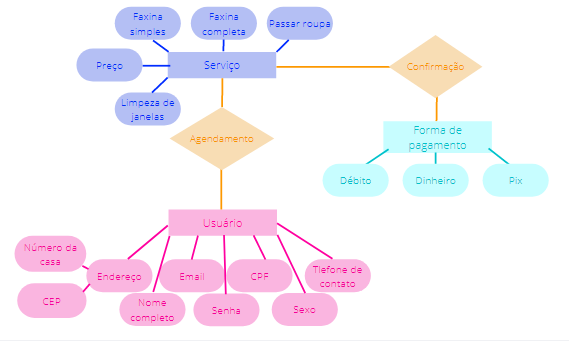 Faxina
simples
Faxina
completa
Passar roupa
Preço
Serviço
Confirmação
Limpeza de
janelas
Agendamento
Forma de
pagamento
Débito
Dinheiro
Pix
Usuário
Número da
casa
Endereço
Email
CPF
Tlefone de
contato
CEP
Nome
completo
Senha
Sexo